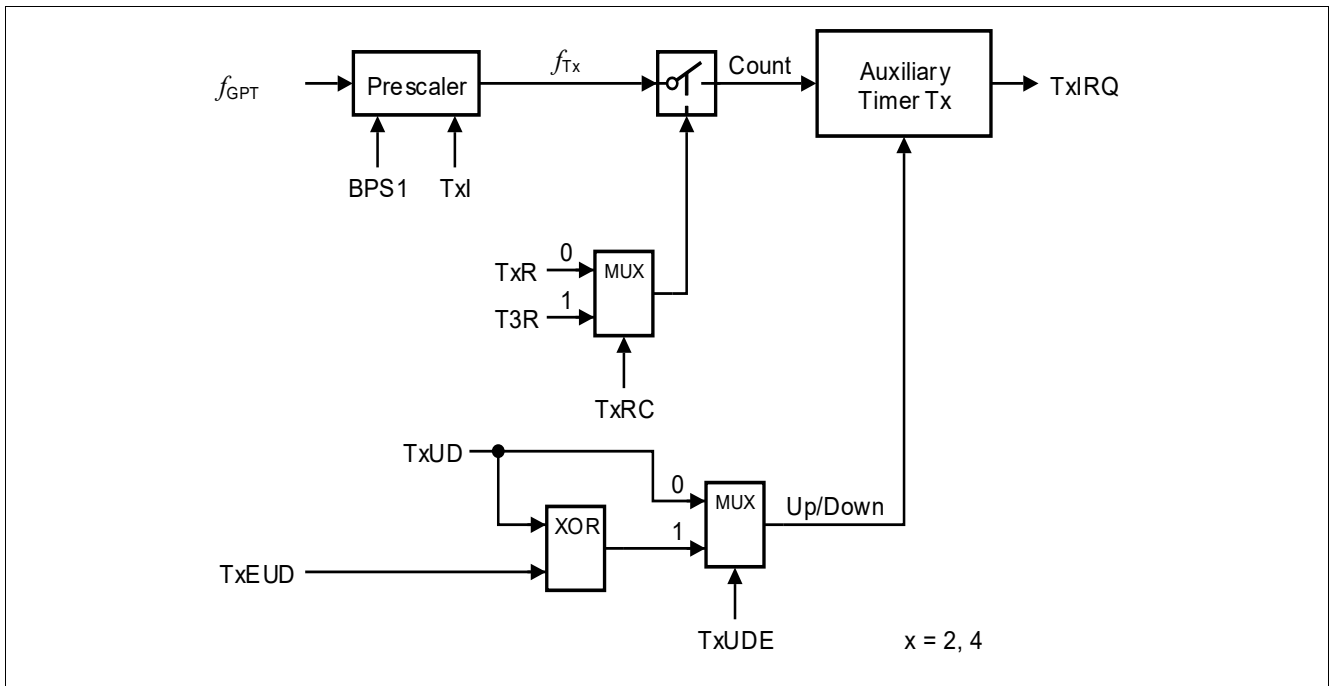 fGPT
Prescaler
fTx
Count
Auxiliary
Timer Tx
TxIRQ
BPS1
TxI
TxR
0
MUX
T3R
1
TxRC
TxUD
0
MUX
Up/Down
XOR
1
TxEUD
TxUDE
x = 2, 4